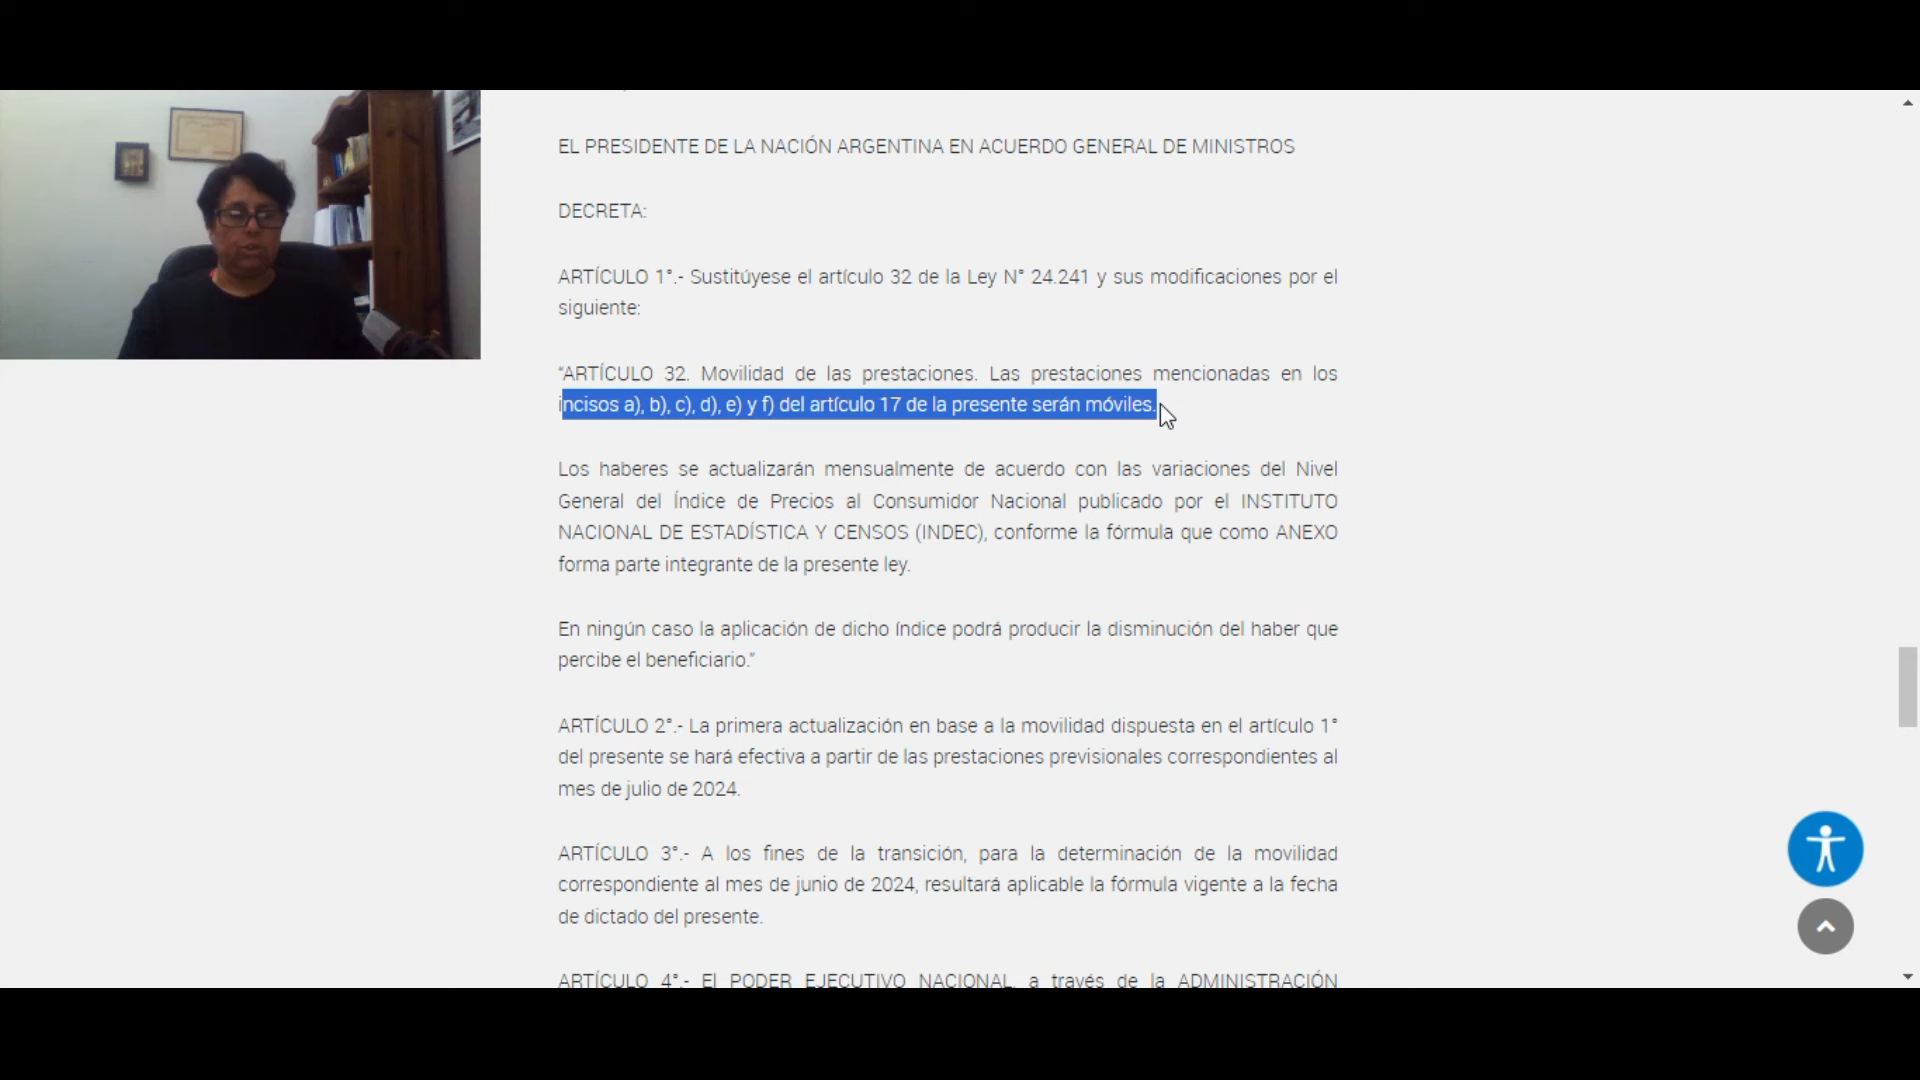 EL PRESIDENTE DE LA NACIÓN ARGENTINA EN ACUERDO GENERAL DE MINISTROS
DECRETA:
ARTÍCULO 1°.- Sustitúyese el artículo 32 de la Ley N° 24.241 y sus modificaciones por el
siguiente:
“ARTÍCULO 32. Movilidad de las prestaciones. Las prestaciones mencionadas en los
incisos a), b), c), d), e) y f) del artículo 17 de la presente serán móviles.
Los haberes se actualizarán mensualmente de acuerdo con las variaciones del Nivel
General del Índice de Precios al Consumidor Nacional publicado por el INSTITUTO
NACIONAL DE ESTADÍSTICA Y CENSOS (INDEC), conforme la fórmula que como ANEXO
forma parte integrante de la presente ley.
En ningún caso la aplicación de dicho índice podrá producir la disminución del haber que
percibe el beneficiario.”
ARTÍCULO 2°.- La primera actualización en base a la movilidad dispuesta en el artículo 1°
del presente se hará efectiva a partir de las prestaciones previsionales correspondientes al
mes de julio de 2024.
ARTÍCULO 3°.- A los fines de la transición, para la determinación de la movilidad
correspondiente al mes de junio de 2024, resultará aplicable la fórmula vigente a la fecha
de dictado del presente.
ARTÍCULO 4°.- El PODER EJECUTIVO NACIONAL, a través de la ADMINISTRACIÓN